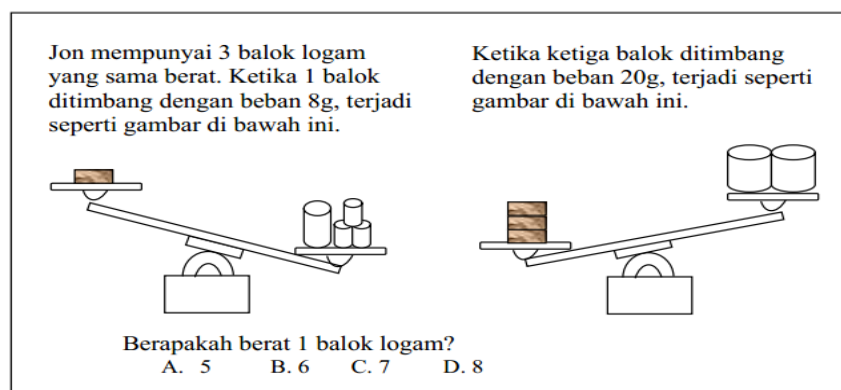 Jon mempunyai 3 balok logam
yang sama berat. Ketika 1 balok
ditimbang dengan beban 8g, terjadi
seperti gambar di bawah ini.
Ketika ketiga balok ditimbang
dengan beban 20g, terjadi seperti
gambar di bawah ini.
Berapakah berat 1 balok logam?
A. 5 B. 6 C. 7 D. 8